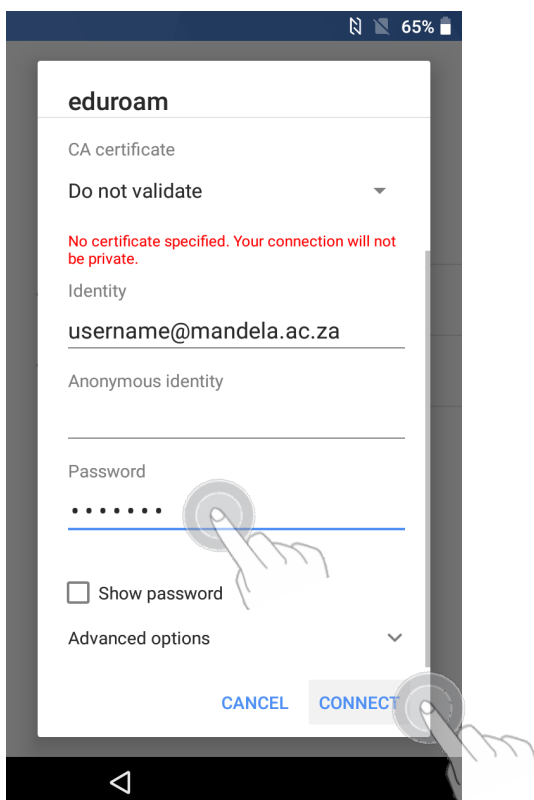 65%
eduroam
CA certificate
Do not validate
No certificate specified. Your connection will not
be private.
Identity
username@mandela.ac.za
Anonymous identity
Password
•••••••
Show password
Advanced options
CANCEL CONNECT